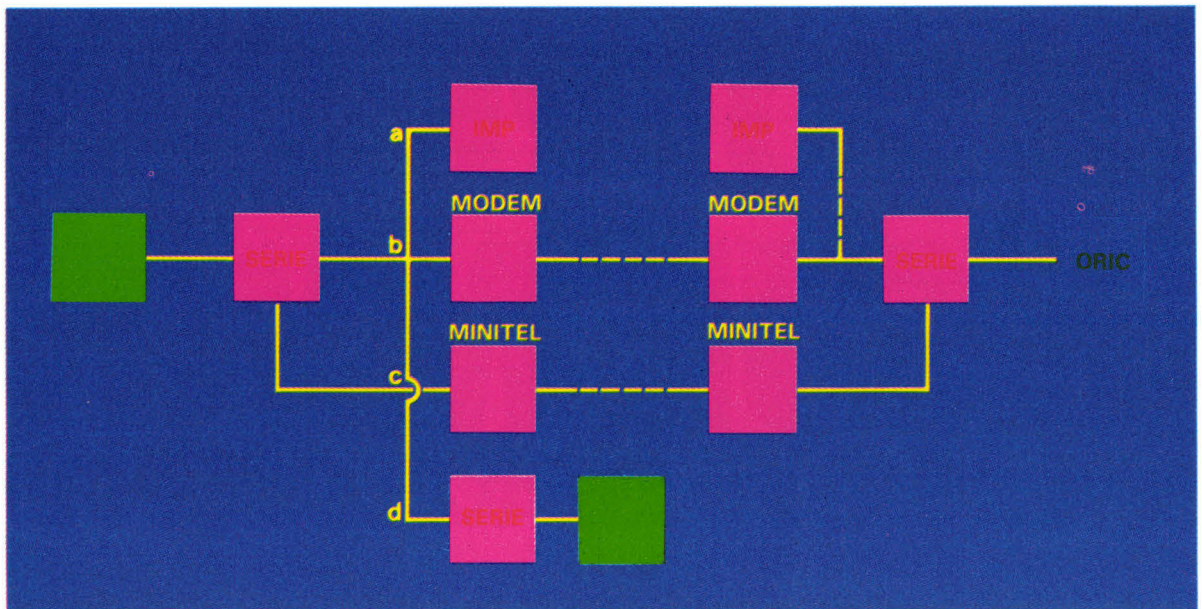 a
IMP
IMP
MODEM
MODEM
SERIE
b
SERIE
ORIC
MINITEL
MINITEL
c
d
SERIE